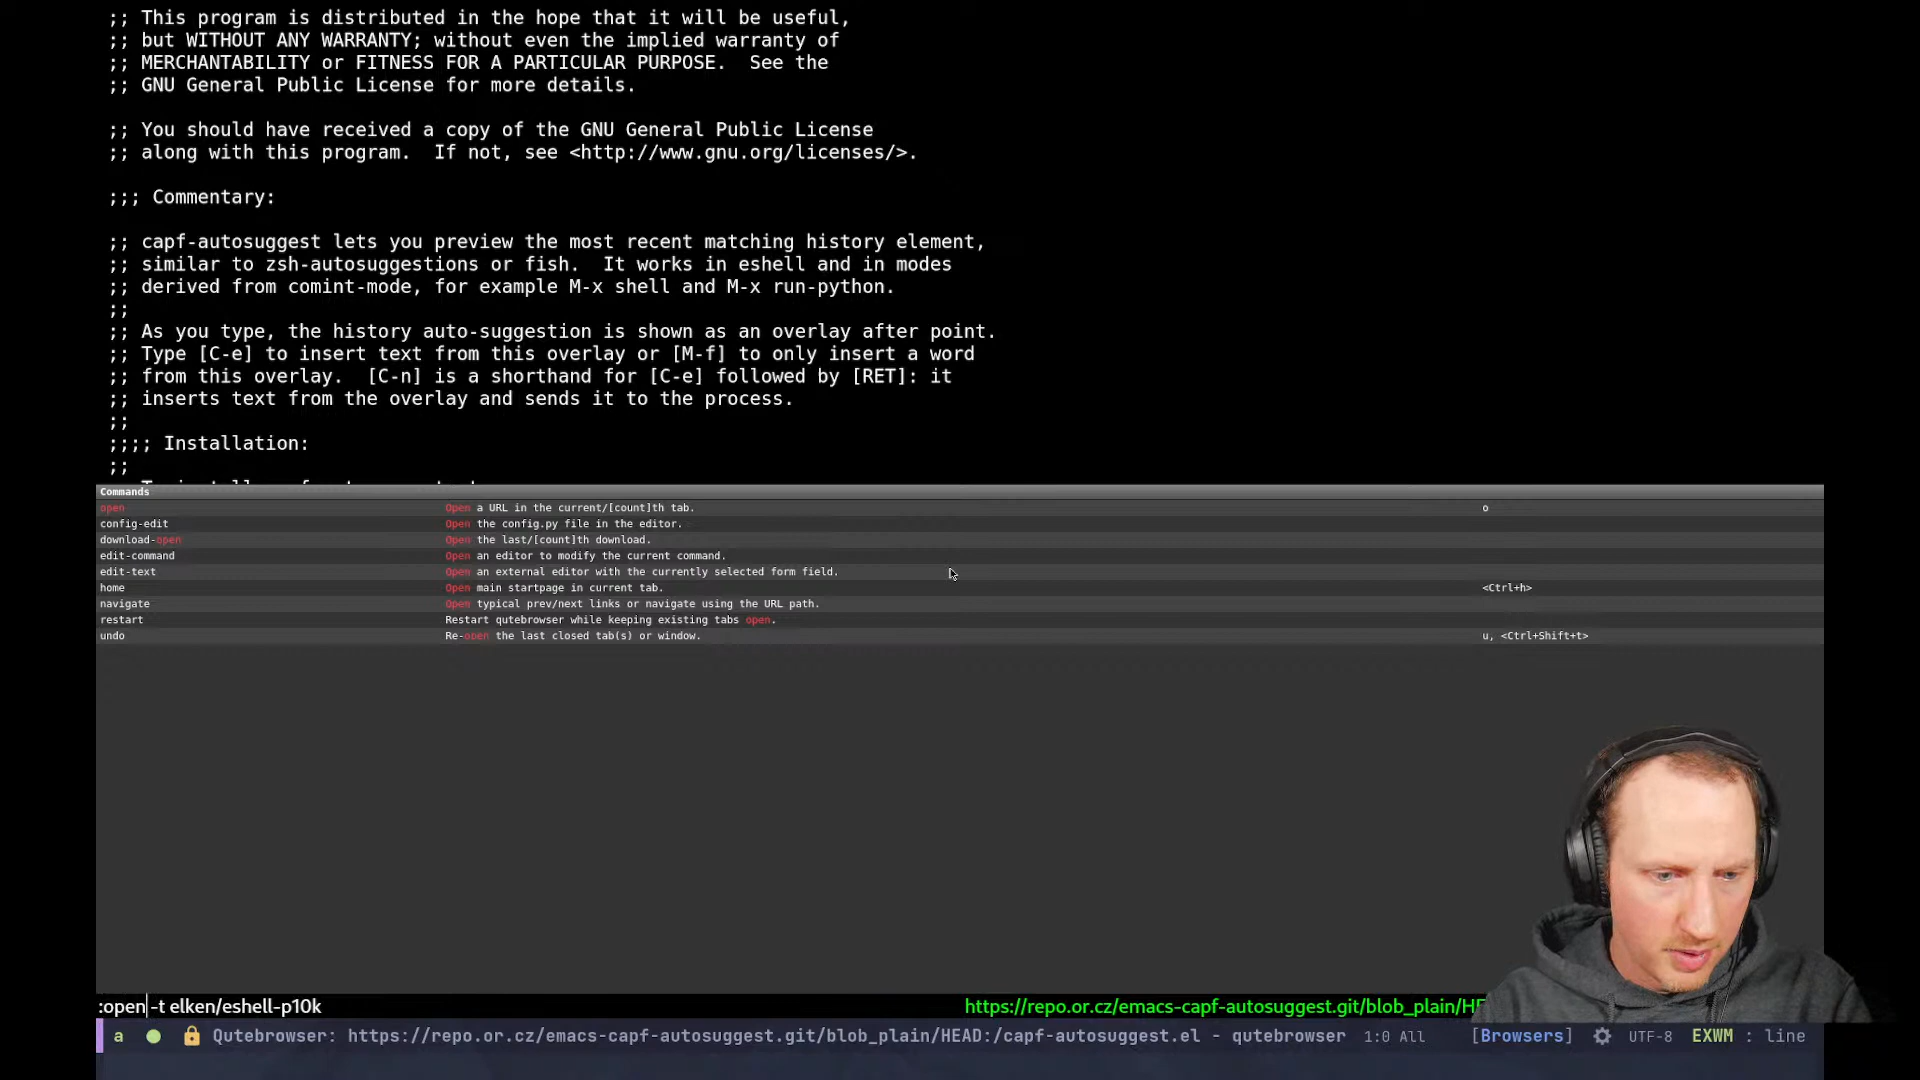 ;; This program is distributed in the hope that it will be useful,
;; but WITHOUT ANY WARRANTY; without even the implied warranty of
;; MERCHANTABILITY or FITNESS FOR A PARTICULAR PURPOSE.  See the
;; GNU General Public License for more details.
;; You should have received a copy of the GNU General Public License
;; along with this program.  If not, see <http://www.gnu.org/licenses/>.
;;; Commentary:
;; capf-autosuggest lets you preview the most recent matching history element,
;; similar to zsh-autosuggestions or fish.  It works in eshell and in modes
;; derived from comint-mode, for example M-x shell and M-x run-python.
;;
;; As you type, the history auto-suggestion is shown as an overlay after point.
;; Type [C-e] to insert text from this overlay or [M-f] to only insert a word
;; from this overlay.  [C-n] is a shorthand for [C-e] followed by [RET]: it
;; inserts text from the overlay and sends it to the process.
;;
;;;; Installation:
;;
Commands
open Open a URL in the current/[count]th tab. o
config-edit Open the config.py file in the editor.
download-open Open the last/[count]th download.
edit-command Open an editor to modify the current command.
edit-text Open an external editor with the currently selected form field.
home Open main startpage in current tab. <Ctrl+h>
navigate Open typical prev/next links or navigate using the URL path.
restart Restart qutebrowser while keeping existing tabs open.
undo Re-open the last closed tab(s) or window. u, <Ctrl+Shift+t>
:open -t elken/eshell-p10k https://repo.or.cz/emacs-capf-autosuggest.git/blob_plain/HE
a Qutebrowser: https://repo.or.cz/emacs-capf-autosuggest.git/blob_plain/HEAD:/capf-autosuggest.el - qutebrowser 1:0 All [Browsers] UTF-8 EXWM : line